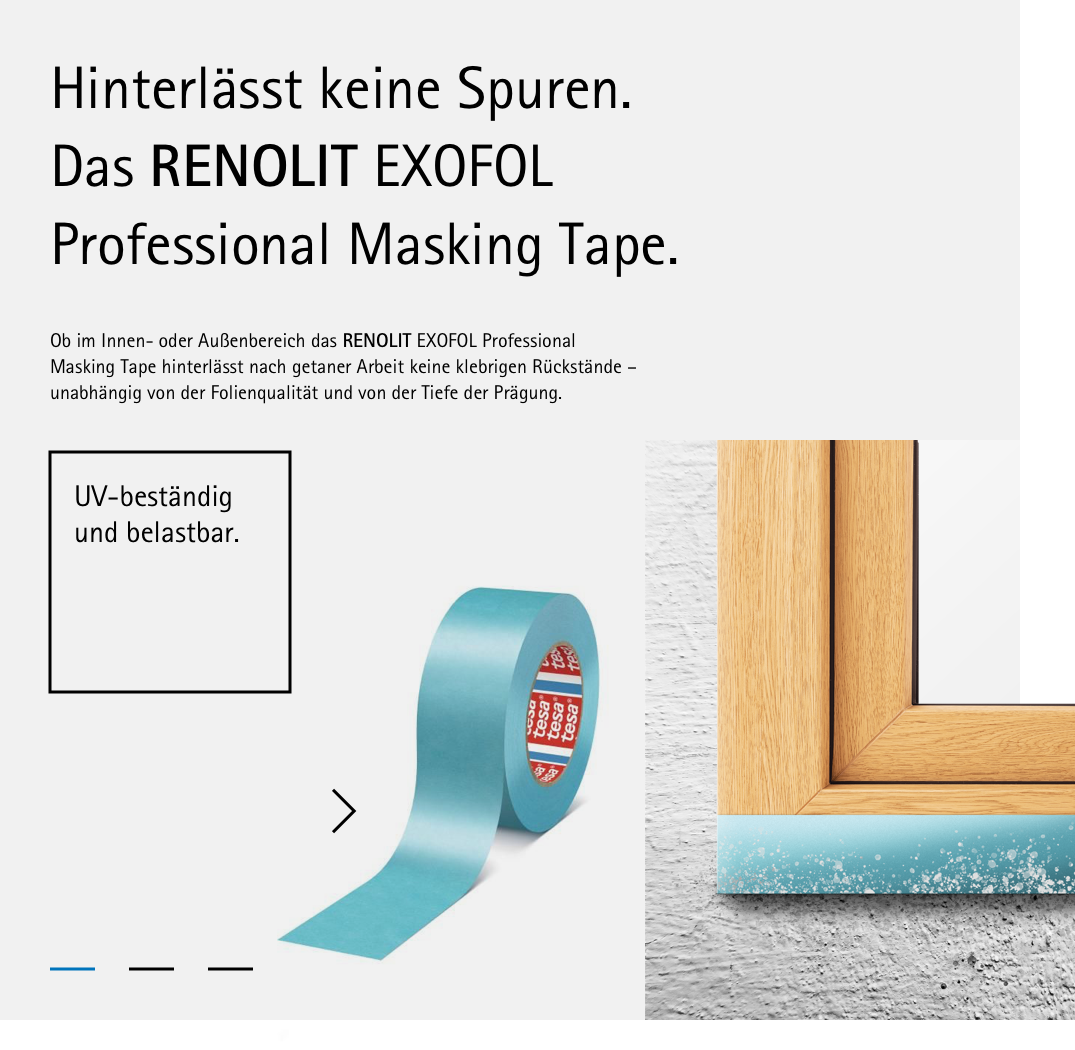 Hinterlässt keine Spuren.
Das RENOLIT EXOFOL
Professional Masking Tape.
Ob im Innen- oder Außenbereich das RENOLIT EXOFOL Professional
Masking Tape hinterlässt nach getaner Arbeit keine klebrigen Rückstände –
unabhängig von der Folienqualität und von der Tiefe der Prägung.
UV-beständig
und belastbar.
tesa
tesa
tesa